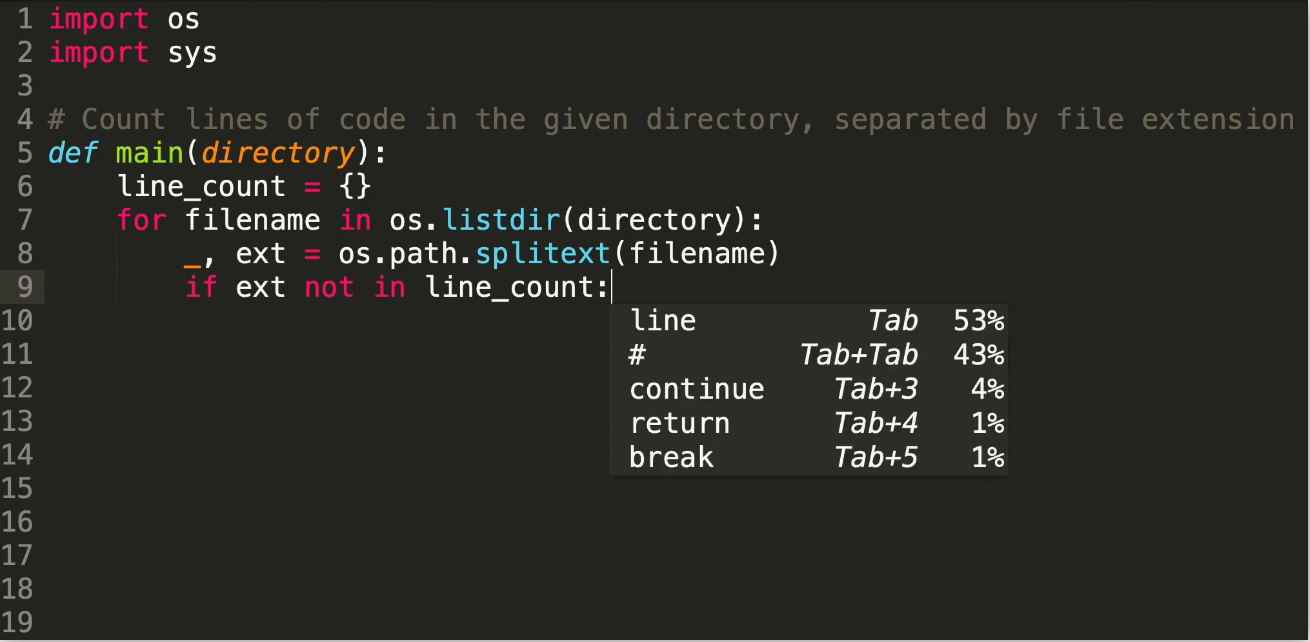 1 import os
2 import sys
3
4 # Count lines of code in the given directory, separated by file extension
5 def main(directory):
6     line_count = {}
7     for filename in os.listdir(directory):
8         _, ext = os.path.splitext(filename)
9         if ext not in line_count:
10 line Tab 53%
11 # Tab+Tab 43%
12 continue Tab+3 4%
13 return Tab+4 1%
14 break Tab+5 1%
15
16
17
18
19